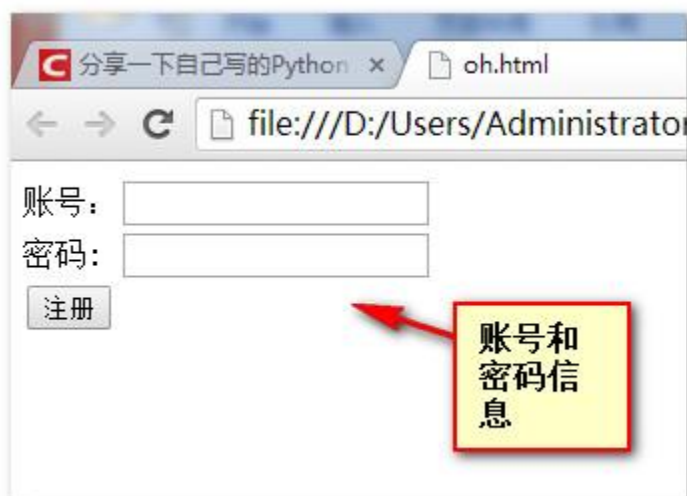 分享一下自己写的Python
oh.html
file:///D:/Users/Administrator
账号：
密码：
注册
账号和
密码信
息